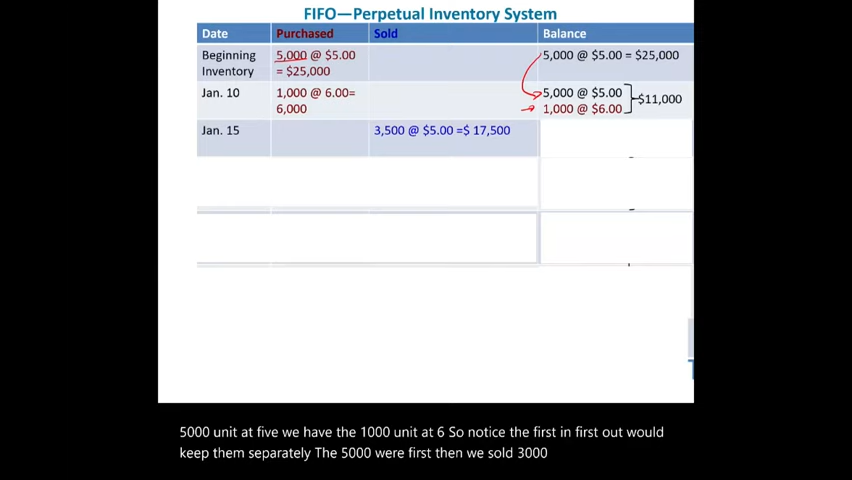 FIFO—Perpetual Inventory System
Date Purchased Sold Balance
Beginning 5,000 @ $5.00 5,000 @ $5.00 = $25,000
Inventory = $25,000
Jan. 10 1,000 @ 6.00= 5,000 @ $5.00 $11,000
6,000 1,000 @ $6.00
Jan. 15 3,500 @ $5.00 =$ 17,500
5000 unit at five we have the 1000 unit at 6 So notice the first in first out would
keep them separately The 5000 were first then we sold 3000